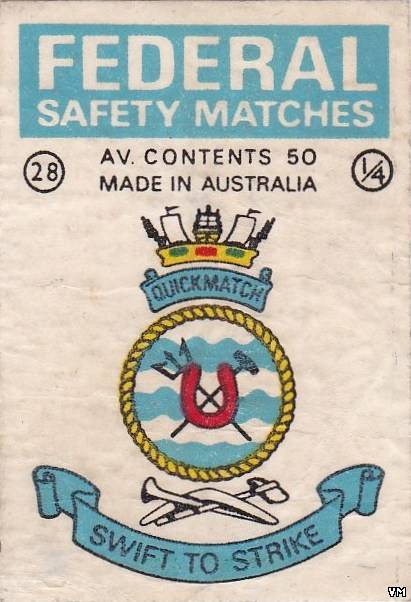 FEDERAL
SAFETY MATCHES
28
AV. CONTENTS 50
MADE IN AUSTRALIA
1/4
QUICKMATCH
SWIFT TO STRIKE
VM